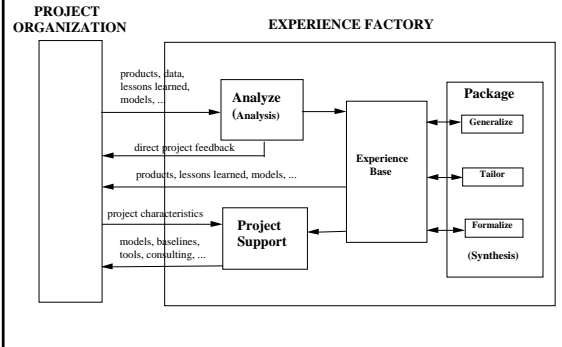 PROJECT
ORGANIZATION
EXPERIENCE FACTORY
products, data,
lessons learned,
models, ...
Analyze
(Analysis)
direct project feedback
products, lessons learned, models, ...
project characteristics
models, baselines,
tools, consulting, ...
Project
Support
Experience
Base
Package
Generalize
Tailor
Formalize
(Synthesis)